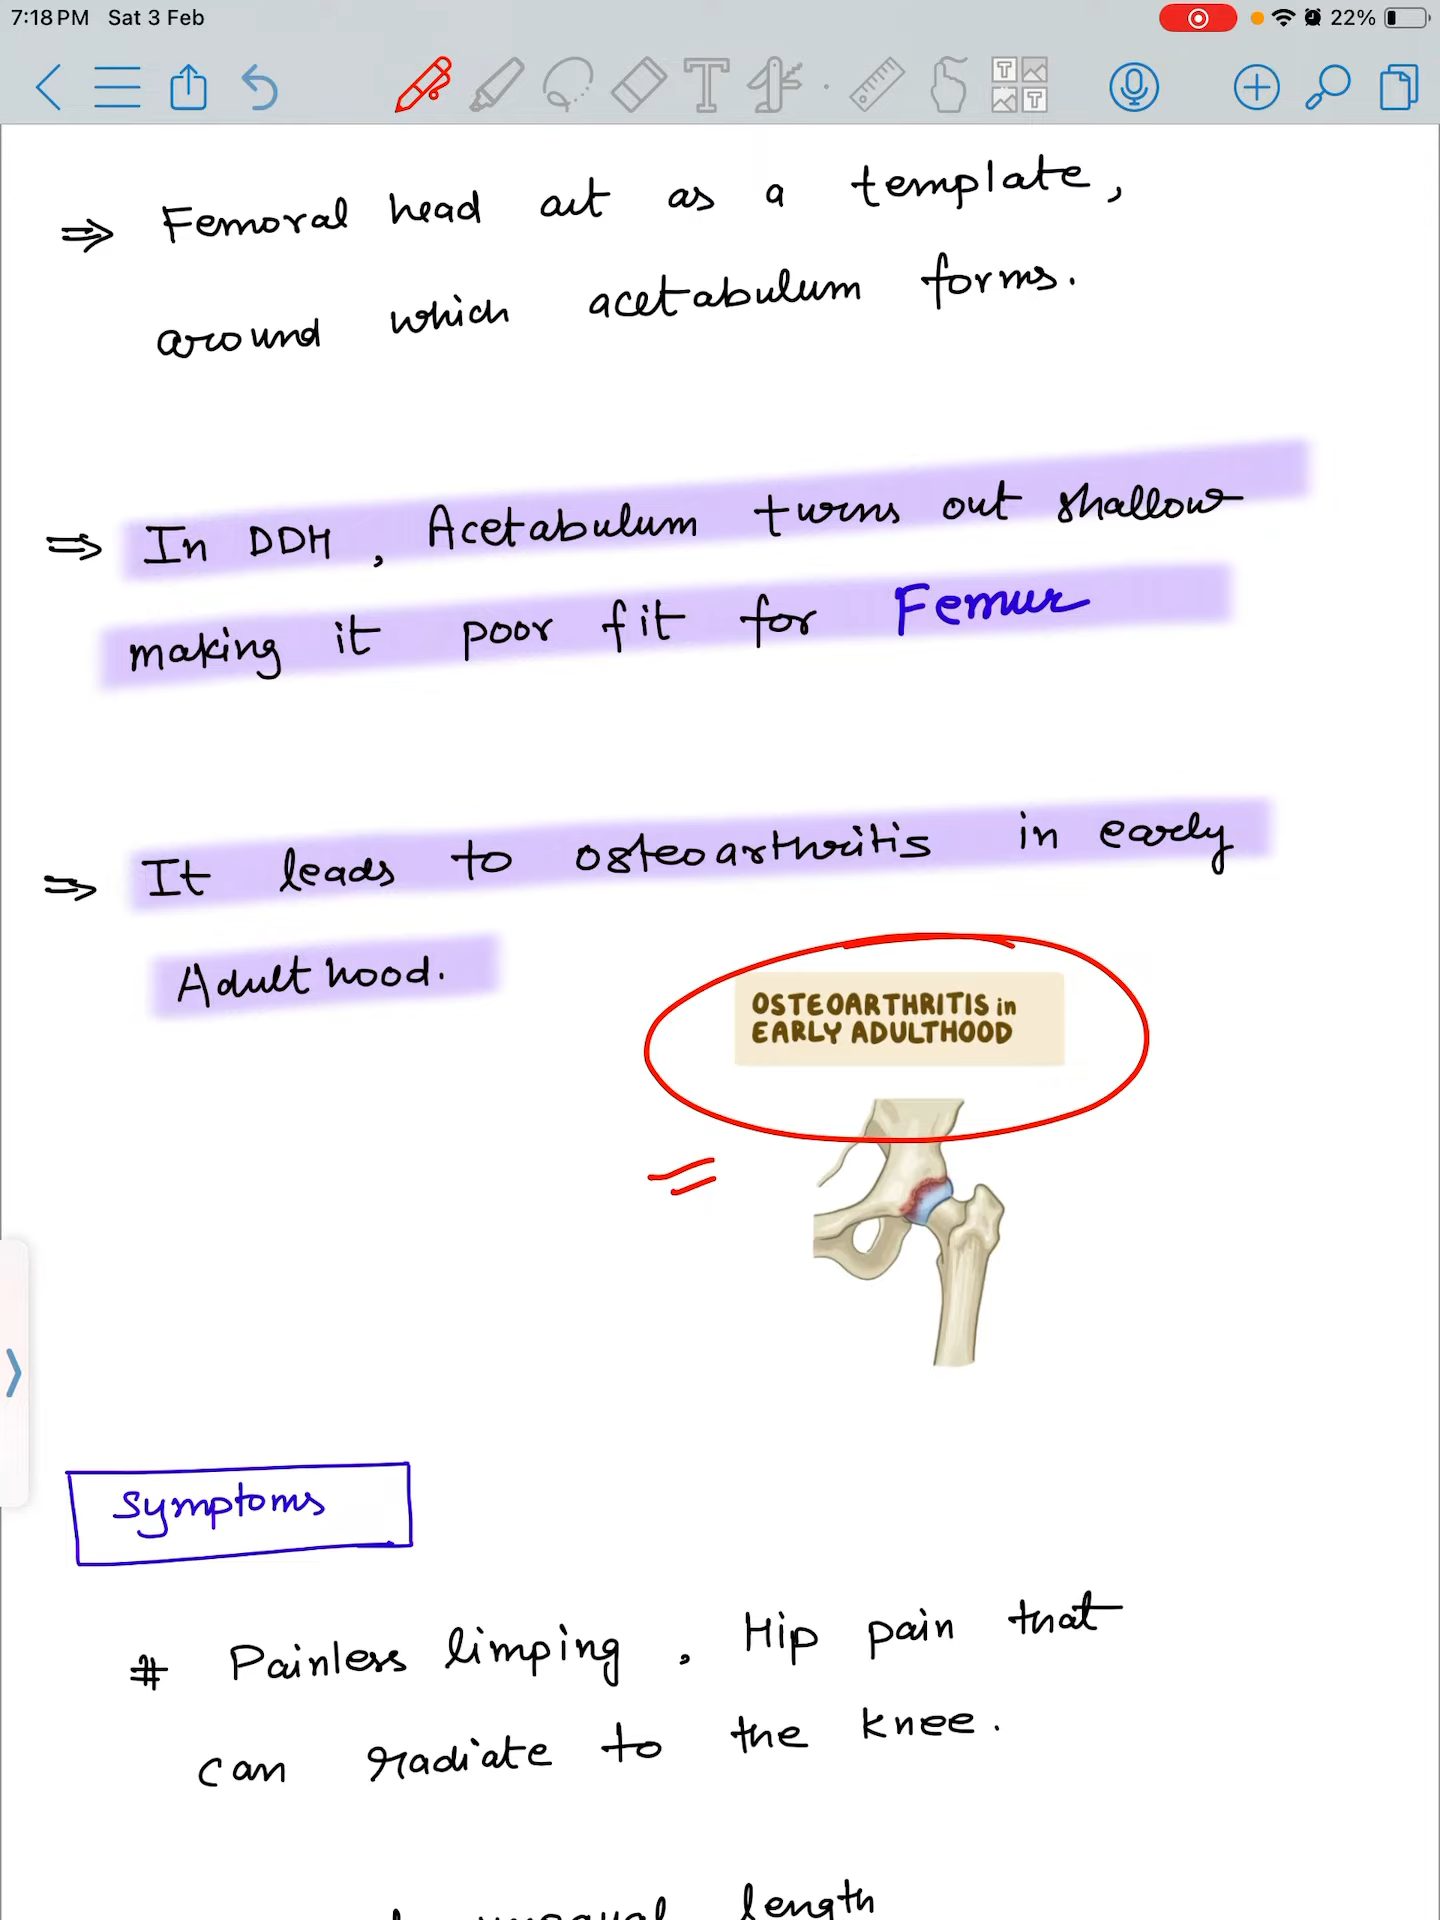 7:18 PM Sat 3 Feb
22%
⇒ Femoral head act as a template,
around which acetabulum forms.
⇒ In DDH, Acetabulum turns out shallow
making it poor fit for Femur
⇒ It leads to osteoarthritis in early
Adulthood.
OSTEOARTHRITIS in
EARLY ADULTHOOD
Symptoms
# Painless limping, Hip pain that
can radiate to the knee.
length